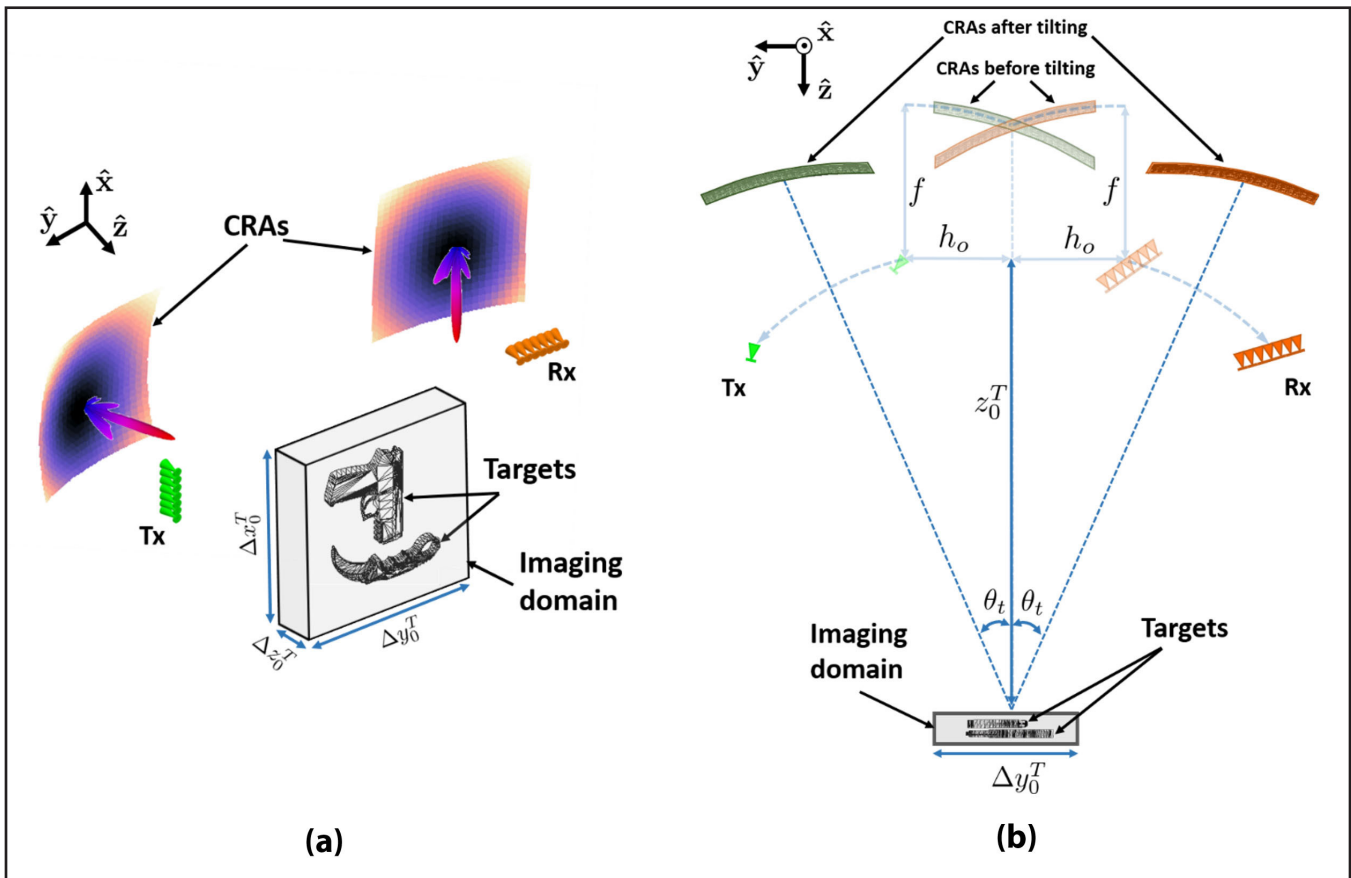 x̂
ŷ
ẑ
CRAs
Rx
Tx
Targets
Imaging
domain
Δx₀ᵀ
Δz₀ᵀ
Δy₀ᵀ
(a)
CRAs after tilting
x̂
CRAs before tilting
ŷ
ẑ
f
f
hₒ
hₒ
Tx
Rx
z₀ᵀ
θₜ
θₜ
Imaging
domain
Targets
Δy₀ᵀ
(b)